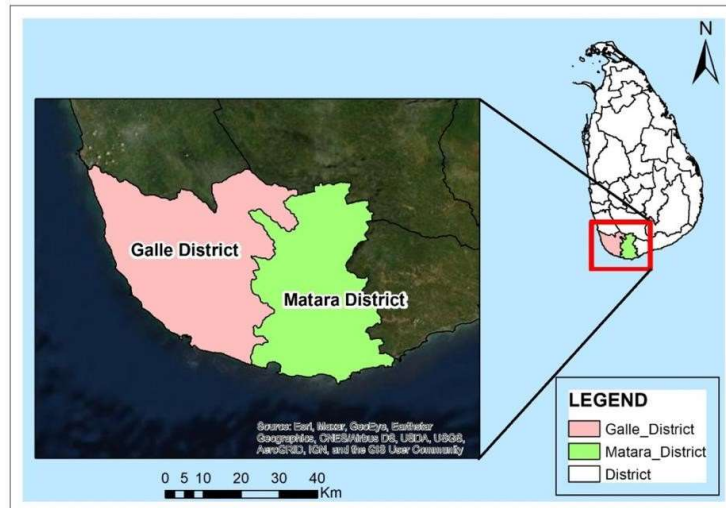 N
Galle District
Matara District
Source: Esri, Maxar, GeoEye, Earthstar
Geographics, CNES/Airbus DS, USDA, USGS,
AeroGRID, IGN, and the GIS User Community
0 5 10 20 30 40
Km
LEGEND
Galle_District
Matara_District
District